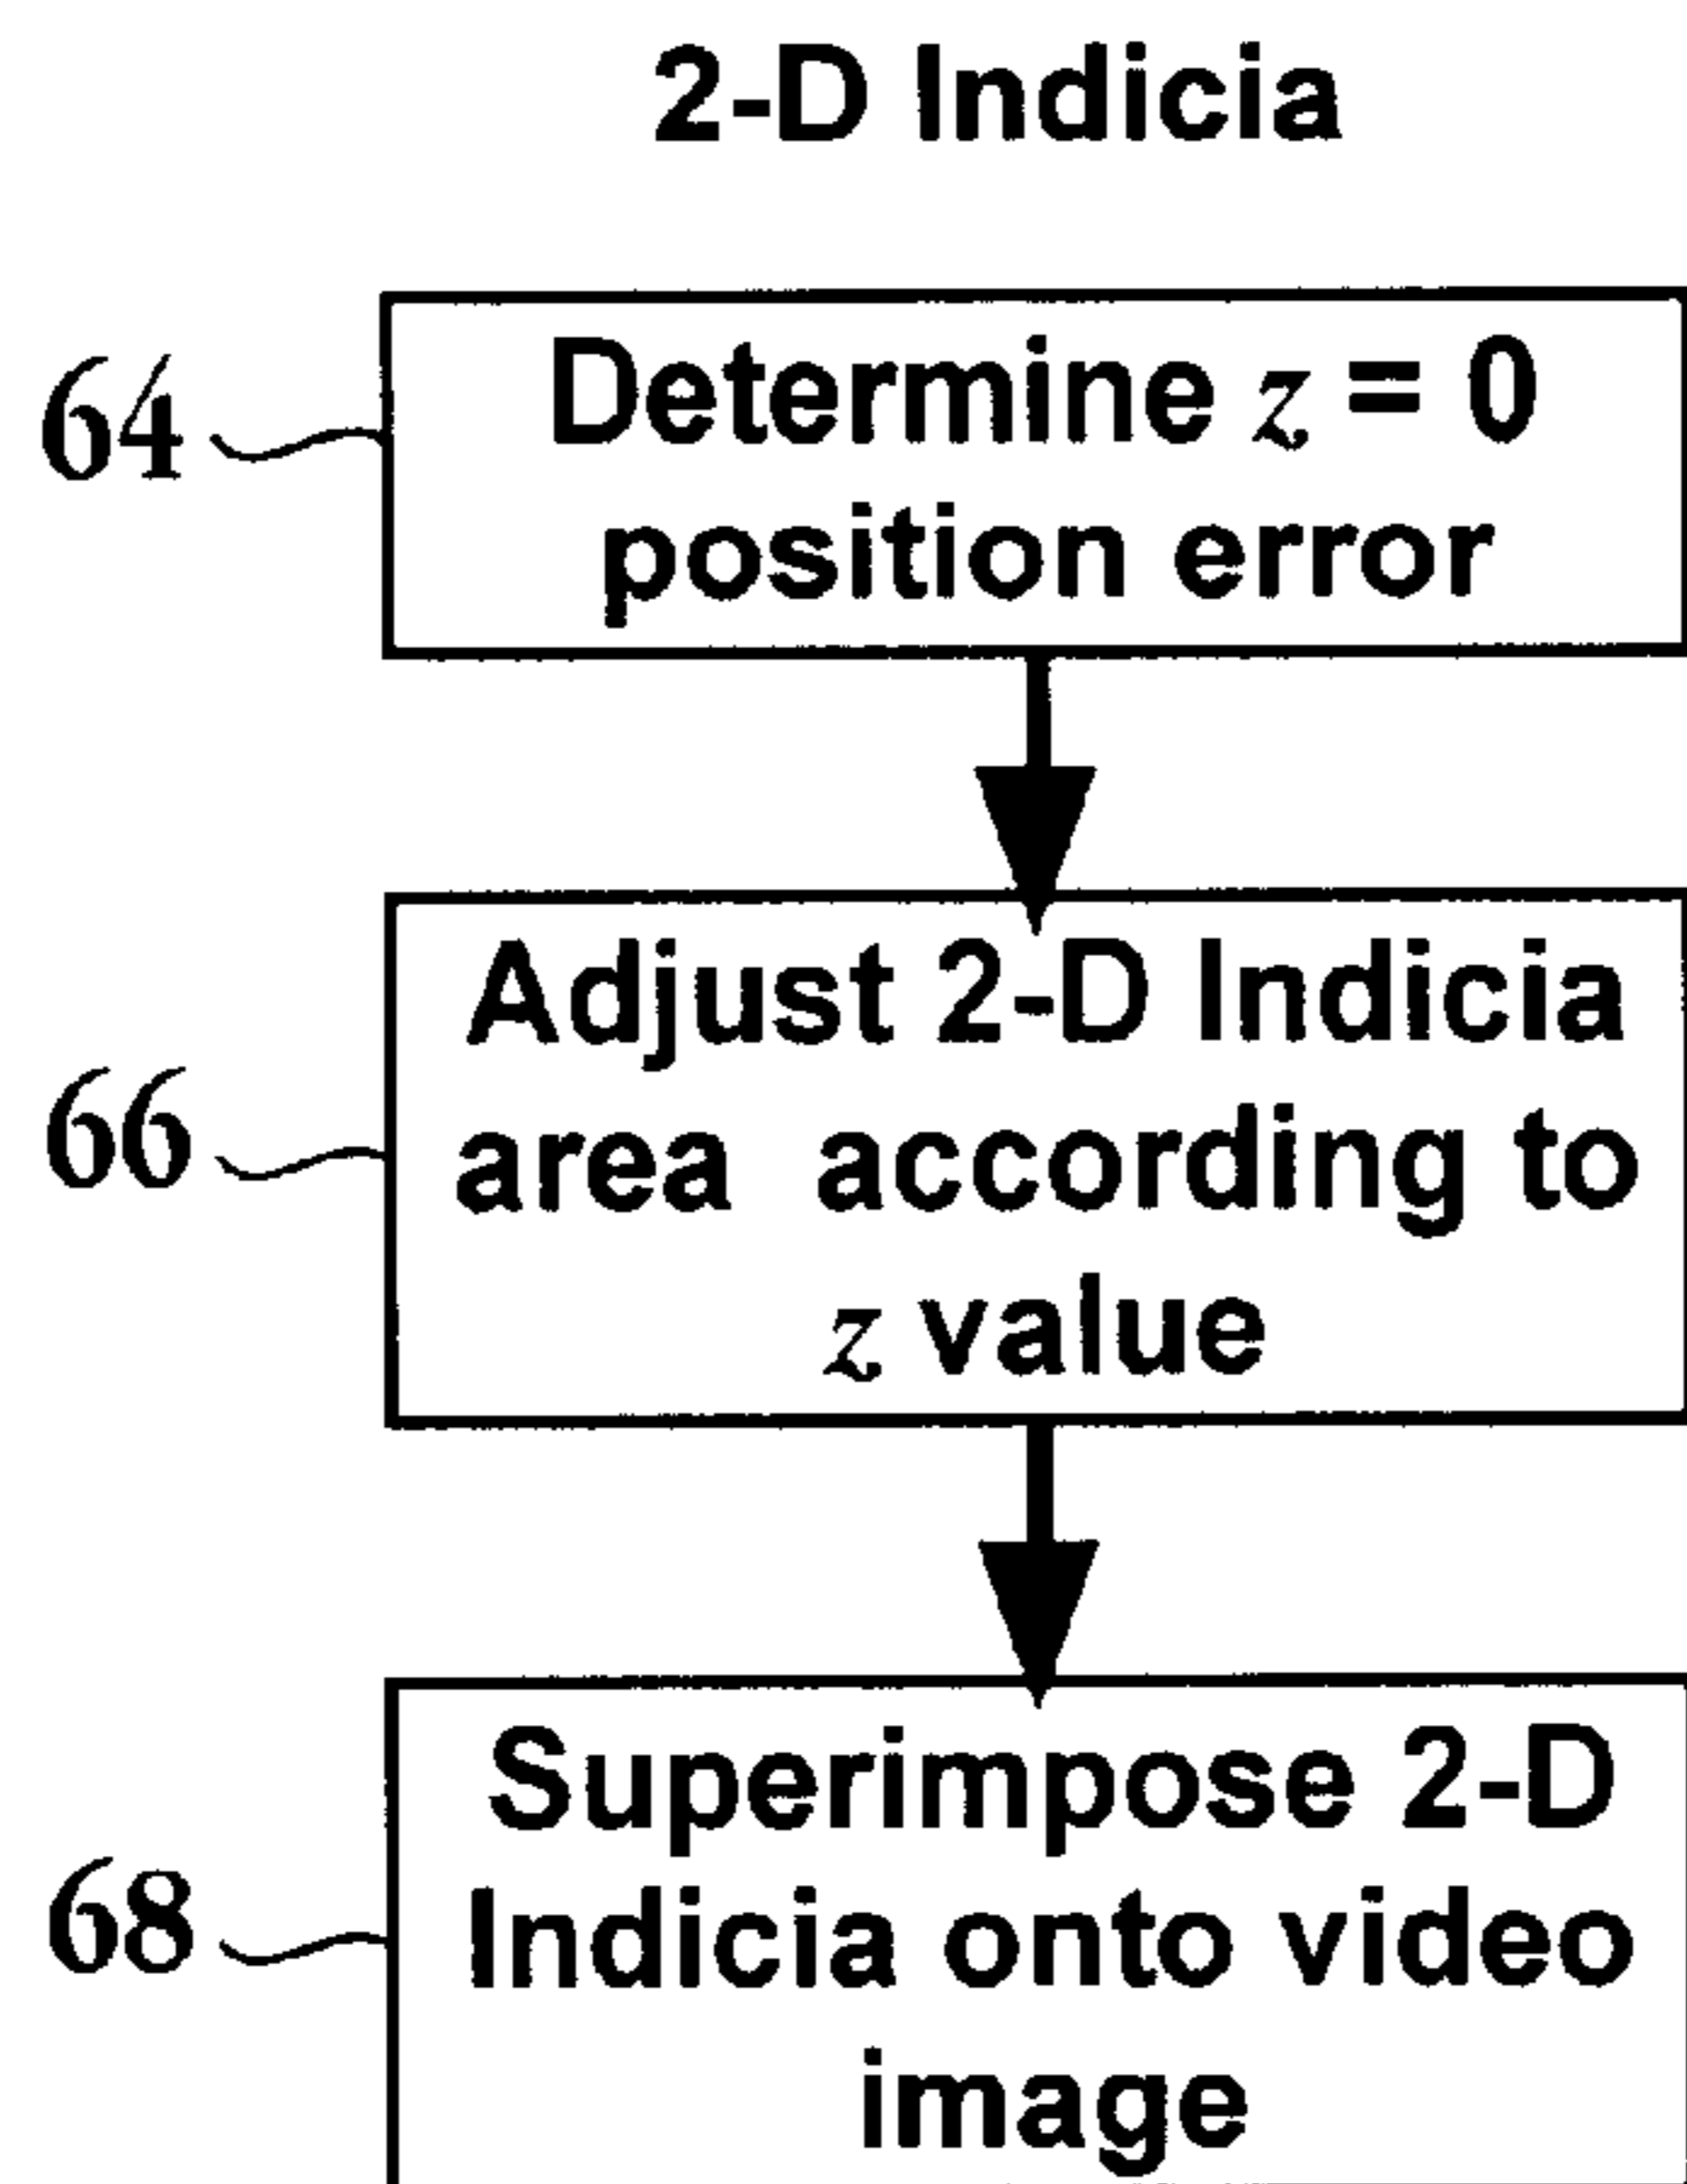 2-D Indicia
64
Determine z = 0
position error
66
Adjust 2-D Indicia
area according to
z value
68
Superimpose 2-D
Indicia onto video
image